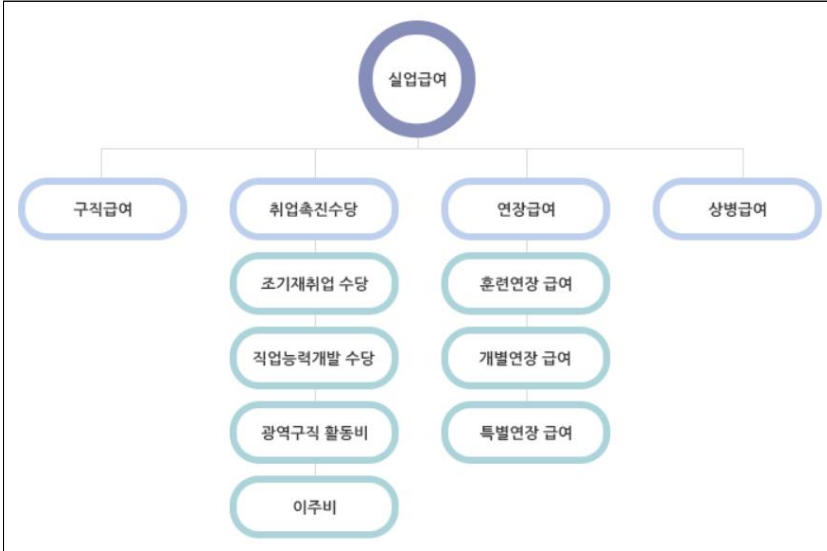 실업급여
구직급여
취업촉진수당
연장급여
상병급여
조기재취업 수당
훈련연장 급여
직업능력개발 수당
개별연장 급여
광역구직 활동비
특별연장 급여
이주비